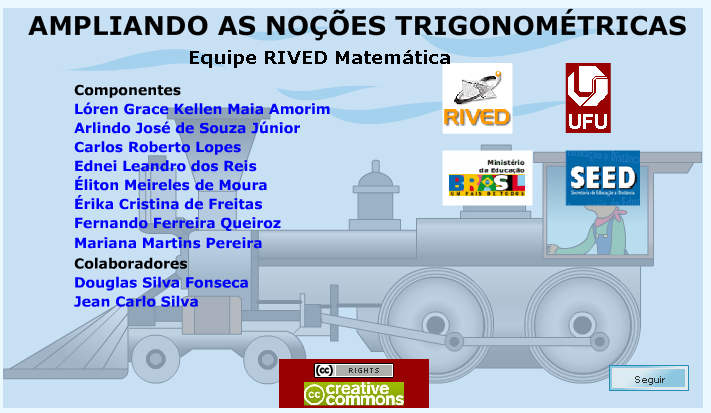 AMPLIANDO AS NOÇÕES TRIGONOMÉTRICAS
Equipe RIVED Matemática
Componentes
Lóren Grace Kellen Maia Amorim
Arlindo José de Souza Júnior
Carlos Roberto Lopes
Ednei Leandro dos Reis
Éliton Meireles de Moura
Érika Cristina de Freitas
Fernando Ferreira Queiroz
Mariana Martins Pereira
Colaboradores
Douglas Silva Fonseca
Jean Carlo Silva
RIVED
UFU
Ministério
da Educação
BRASIL
UM PAÍS DE TODOS
SEED
Secretaria de Educação a Distância
cc RIGHTS
cc creative
commons
Seguir